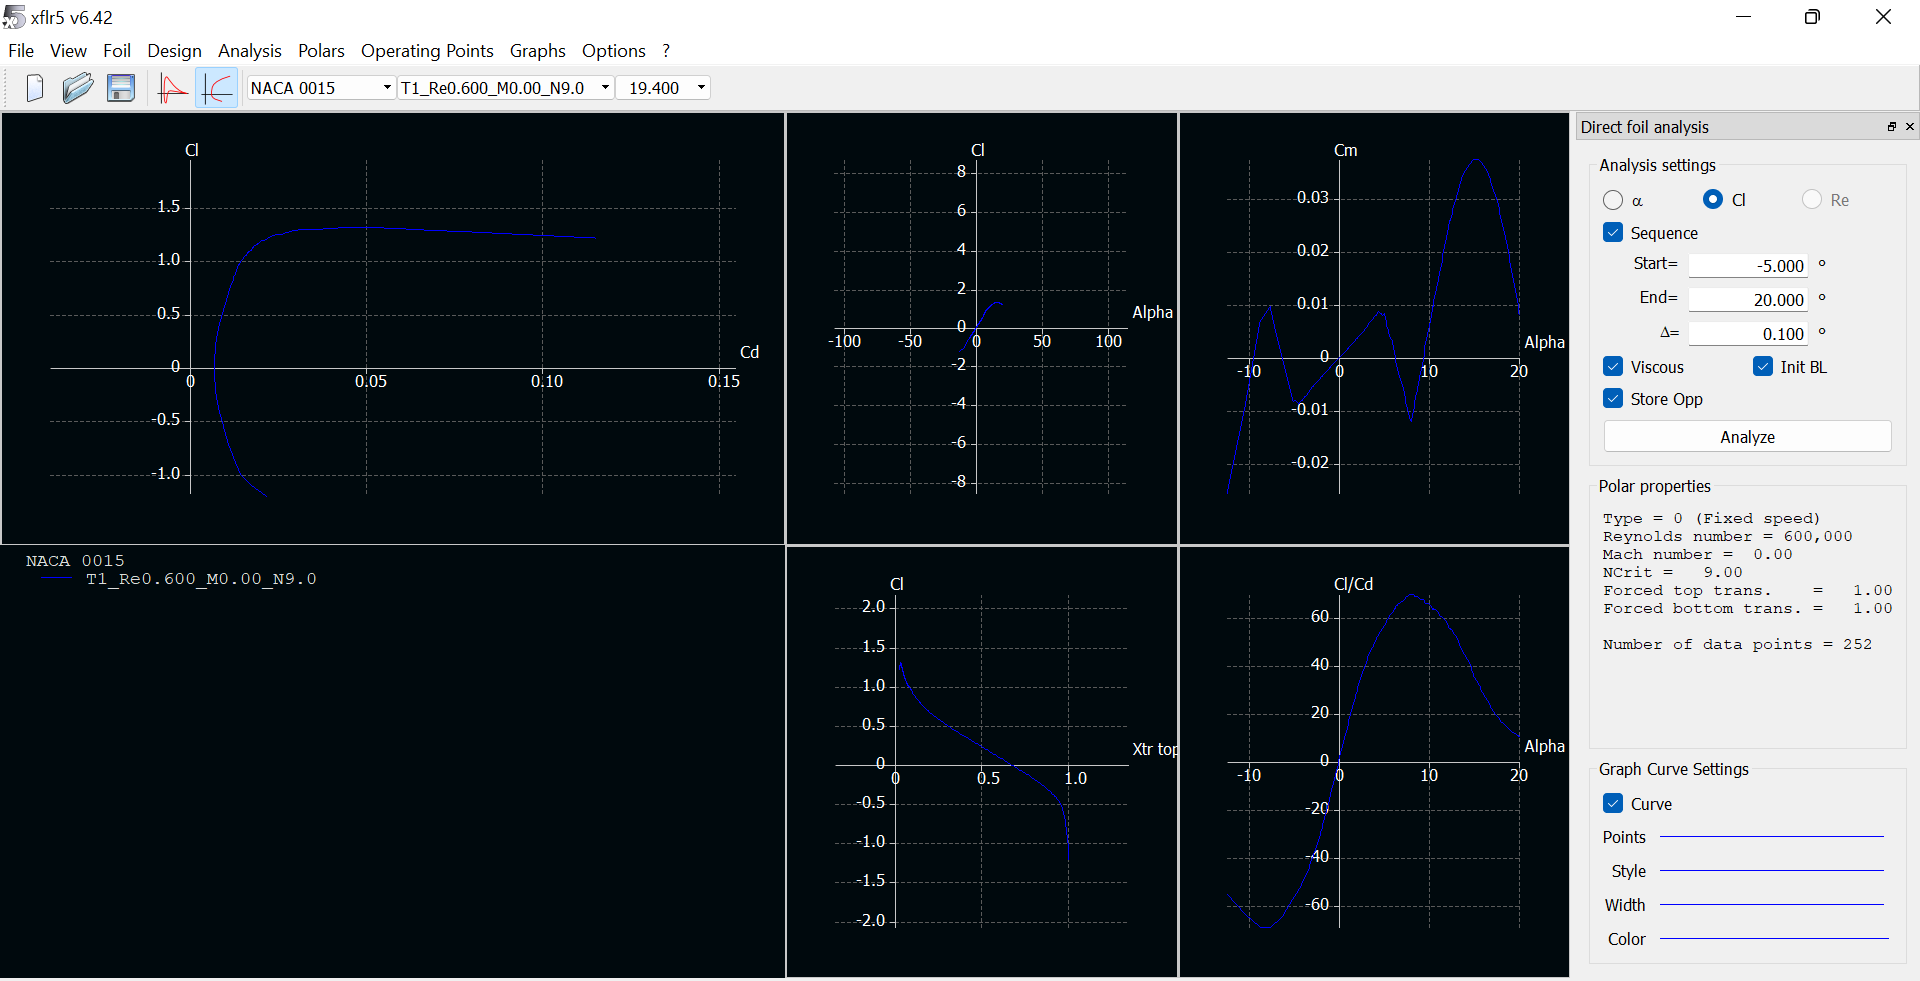 xflr5 v6.42
File View Foil Design Analysis Polars Operating Points Graphs Options ?
NACA 0015 T1_Re0.600_M0.00_N9.0 19.400
Cl
1.5
1.0
0.5
0
-0.5
-1.0
0 0.05 0.10 0.15
Cd
Cl
8
6
4
2
0
-2
-4
-6
-8
-100 -50 0 50 100
Alpha
Cm
0.03
0.02
0.01
0
-0.01
-0.02
-10 0 10 20
Alpha
NACA 0015
T1_Re0.600_M0.00_N9.0
Cl
2.0
1.5
1.0
0.5
0
-0.5
-1.0
-1.5
-2.0
0 0.5 1.0
Xtr top
Cl/Cd
60
40
20
0
-20
-40
-60
-10 0 10 20
Alpha
Direct foil analysis
Analysis settings
α Cl Re
Sequence
Start= -5.000 °
End= 20.000 °
Δ= 0.100 °
Viscous Init BL
Store Opp
Analyze
Polar properties
Type = 0 (Fixed speed)
Reynolds number = 600,000
Mach number = 0.00
NCrit = 9.00
Forced top trans. = 1.00
Forced bottom trans. = 1.00
Number of data points = 252
Graph Curve Settings
Curve
Points
Style
Width
Color